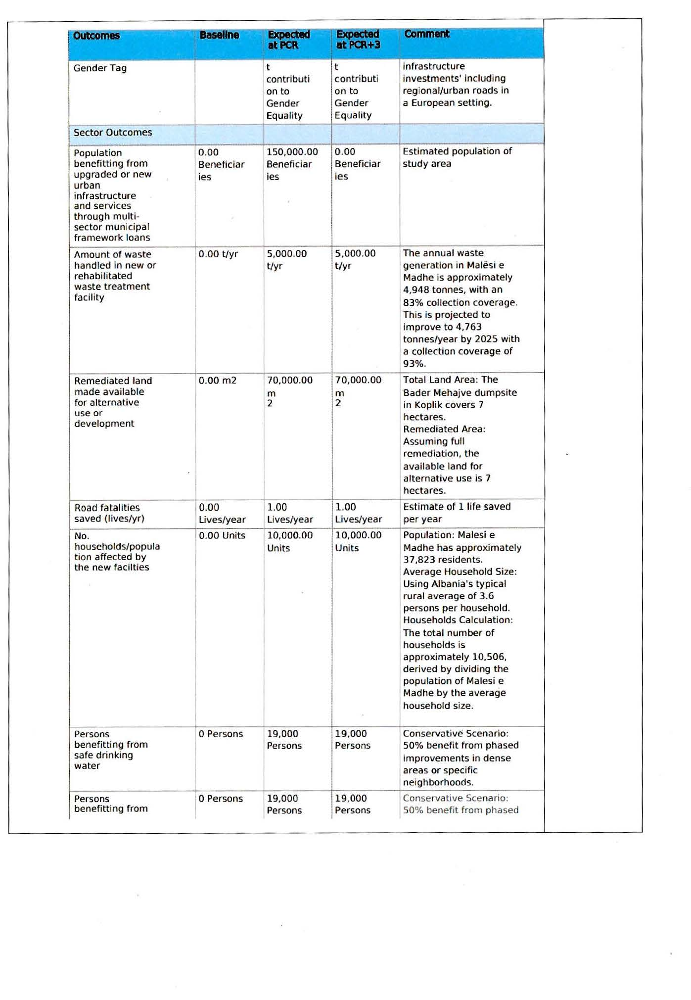 Outcomes
Baseline
Expected
at PCR
Expected
at PCR+3
Comment
Gender Tag
t
contributi
on to
Gender
Equality
t
contributi
on to
Gender
Equality
infrastructure
investments' including
regional/urban roads in
a European setting.
Sector Outcomes
Population
benefitting from
upgraded or new
urban
infrastructure
and services
through multi-
sector municipal
framework loans
0.00
Beneficiar
ies
150,000.00
Beneficiar
ies
0.00
Beneficiar
ies
Estimated population of
study area
Amount of waste
handled in new or
rehabilitated
waste treatment
facility
0.00 t/yr
5,000.00
t/yr
5,000.00
t/yr
The annual waste
generation in Malësi e
Madhe is approximately
4,948 tonnes, with an
83% collection coverage.
This is projected to
improve to 4,763
tonnes/year by 2025 with
a collection coverage of
93%.
Remediated land
made available
for alternative
use or
development
0.00 m2
70,000.00
m
2
70,000.00
m
2
Total Land Area: The
Bader Mehajve dumpsite
in Koplik covers 7
hectares.
Remediated Area:
Assuming full
remediation, the
available land for
alternative use is 7
hectares.
Road fatalities
saved (lives/yr)
0.00
Lives/year
1.00
Lives/year
1.00
Lives/year
Estimate of 1 life saved
per year
No.
households/popula
tion affected by
the new facilties
0.00 Units
10,000.00
Units
10,000.00
Units
Population: Malesi e
Madhe has approximately
37,823 residents.
Average Household Size:
Using Albania's typical
rural average of 3.6
persons per household.
Households Calculation:
The total number of
households is
approximately 10,506,
derived by dividing the
population of Malesi e
Madhe by the average
household size.
Persons
benefitting from
safe drinking
water
0 Persons
19,000
Persons
19,000
Persons
Conservative Scenario:
50% benefit from phased
improvements in dense
areas or specific
neighborhoods.
Persons
benefitting from
0 Persons
19,000
Persons
19,000
Persons
Conservative Scenario:
50% benefit from phased